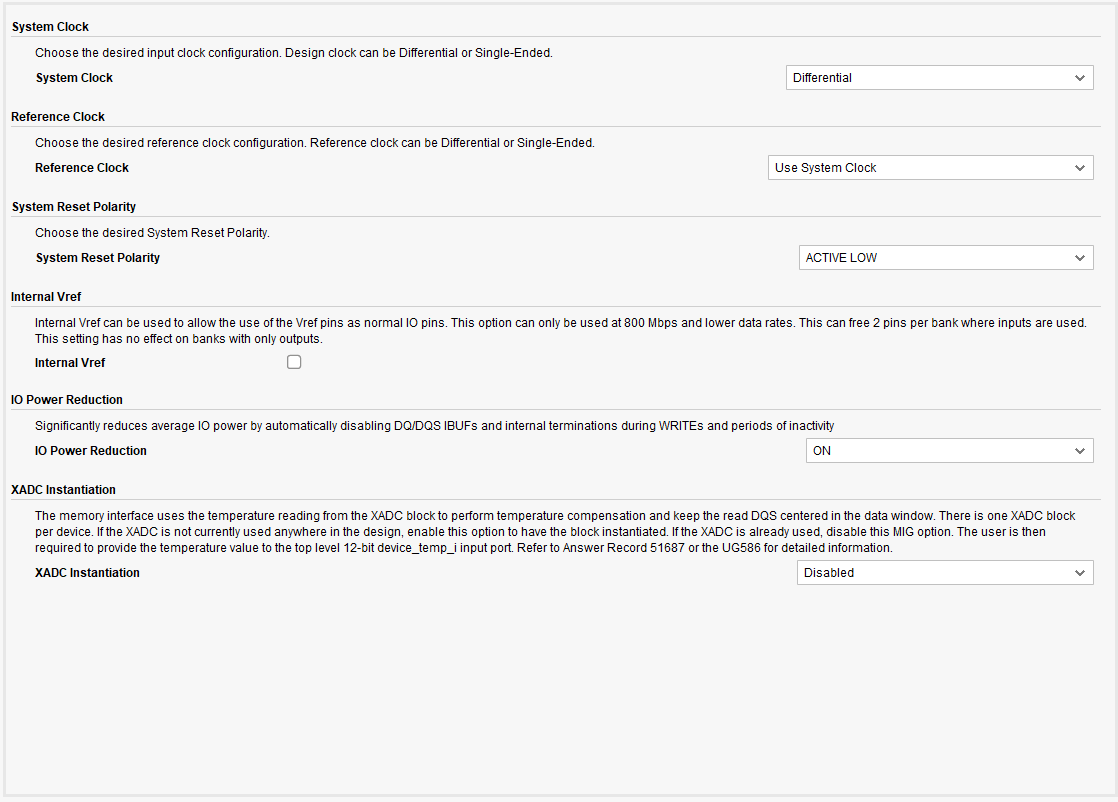 System Clock
Choose the desired input clock configuration. Design clock can be Differential or Single-Ended.
System Clock Differential
Reference Clock
Choose the desired reference clock configuration. Reference clock can be Differential or Single-Ended.
Reference Clock Use System Clock
System Reset Polarity
Choose the desired System Reset Polarity.
System Reset Polarity ACTIVE LOW
Internal Vref
Internal Vref can be used to allow the use of the Vref pins as normal IO pins. This option can only be used at 800 Mbps and lower data rates. This can free 2 pins per bank where inputs are used.
This setting has no effect on banks with only outputs.
Internal Vref
IO Power Reduction
Significantly reduces average IO power by automatically disabling DQ/DQS IBUFs and internal terminations during WRITEs and periods of inactivity
IO Power Reduction ON
XADC Instantiation
The memory interface uses the temperature reading from the XADC block to perform temperature compensation and keep the read DQS centered in the data window. There is one XADC block
per device. If the XADC is not currently used anywhere in the design, enable this option to have the block instantiated. If the XADC is already used, disable this MIG option. The user is then
required to provide the temperature value to the top level 12-bit device_temp_i input port. Refer to Answer Record 51687 or the UG586 for detailed information.
XADC Instantiation Disabled